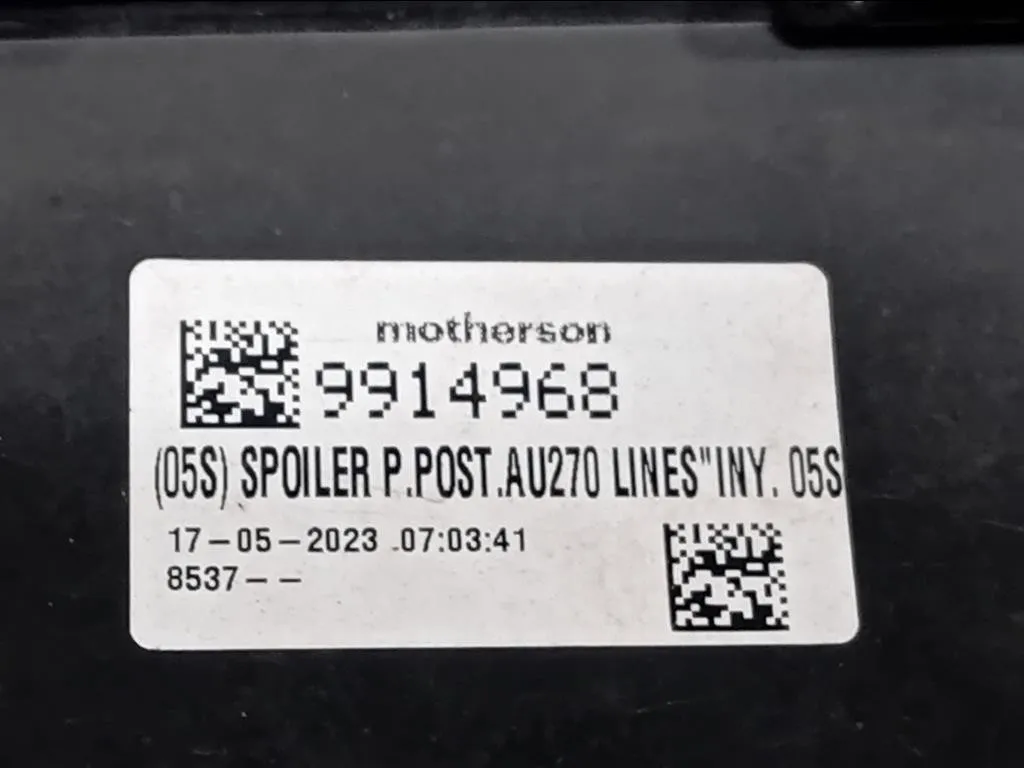 motherson
9914968
(05S) SPOILER P.POST.AU270 LINES"INY. 05S
17-05-2023 -07:03:41
8537--